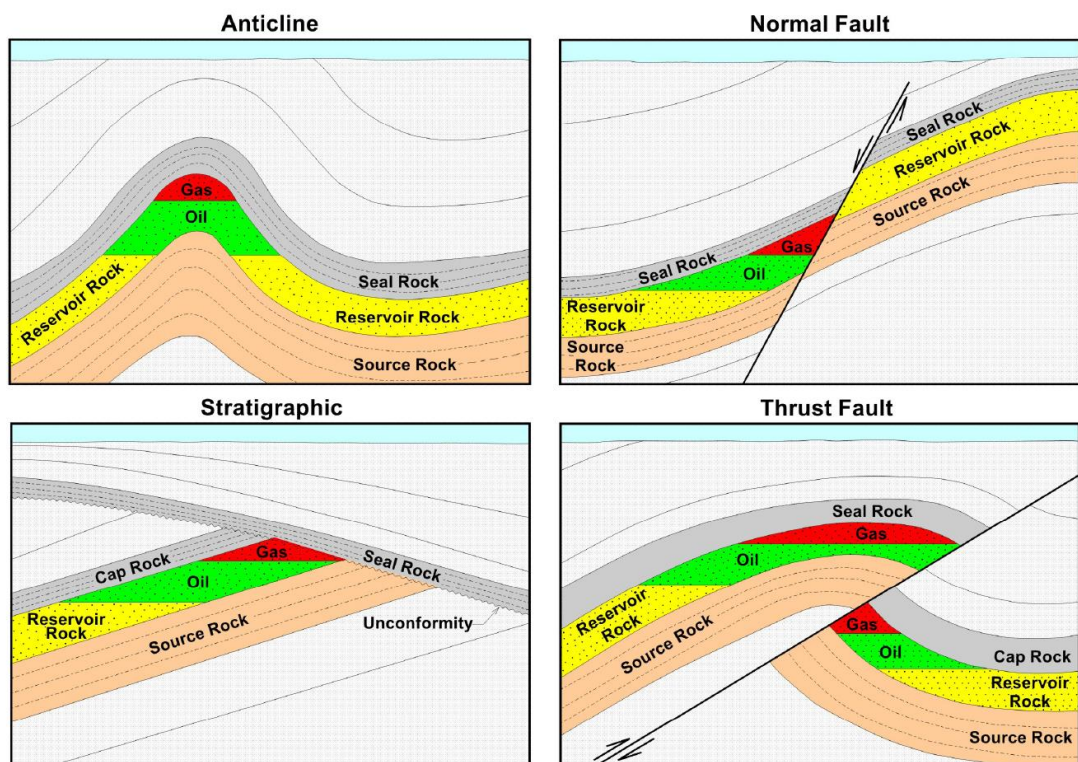 Anticline
Gas
Oil
Reservoir Rock
Seal Rock
Reservoir Rock
Source Rock
Normal Fault
Seal Rock
Reservoir Rock
Source Rock
Gas
Seal Rock
Oil
Reservoir
Rock
Source
Rock
Stratigraphic
Gas
Cap Rock
Seal Rock
Oil
Reservoir
Rock
Source Rock
Unconformity
Thrust Fault
Seal Rock
Gas
Oil
Reservoir
Rock
Source Rock
Gas
Oil
Cap Rock
Reservoir
Rock
Source Rock